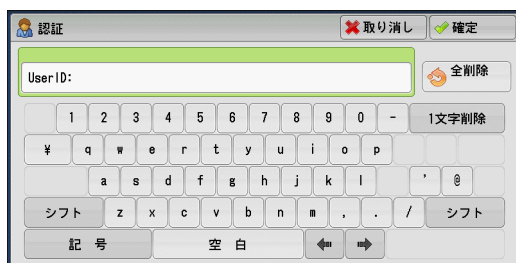 認証 取り消し 確定
UserID: 全削除
1 2 3 4 5 6 7 8 9 0 - 1文字削除
¥ q w e r t y u i o p
a s d f g h j k l ' @
シフト z x c v b n m , . / シフト
記 号 空 白